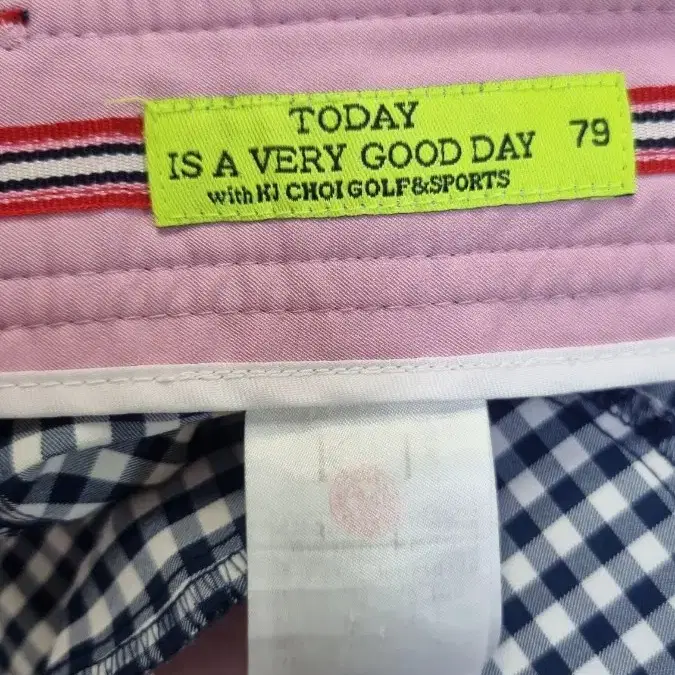 TODAY
IS A VERY GOOD DAY 79
with KJ CHOI GOLF&SPORTS